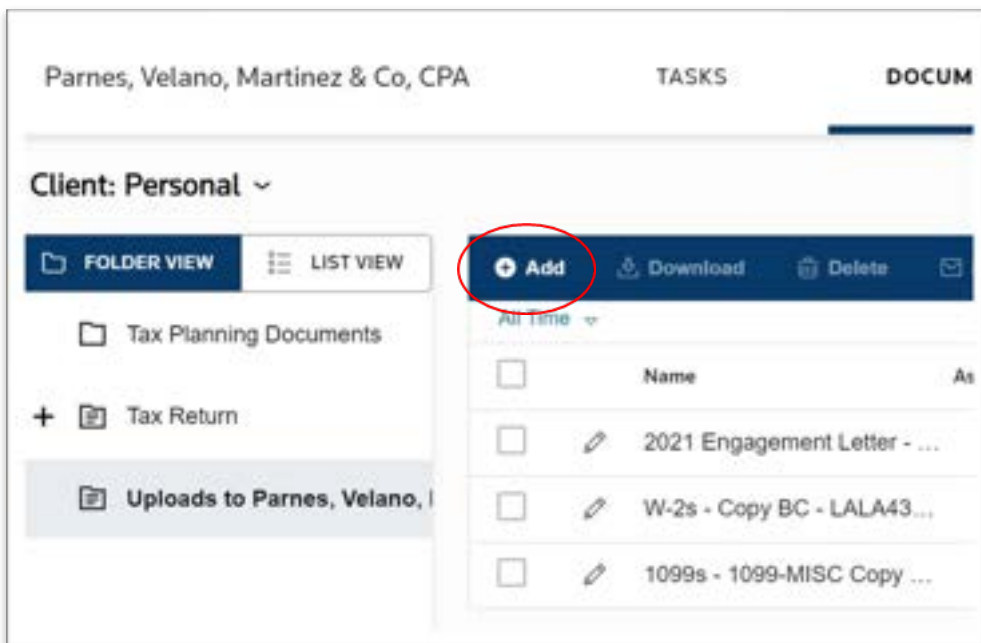 Parnes, Velano, Martinez & Co, CPA TASKS DOCUM
Client: Personal
FOLDER VIEW LIST VIEW
Add Download Delete
All Time
Tax Planning Documents
Name As
Tax Return
2021 Engagement Letter - ...
Uploads to Parnes, Velano,
W-2s - Copy BC - LALA43...
1099s - 1099-MISC Copy ...